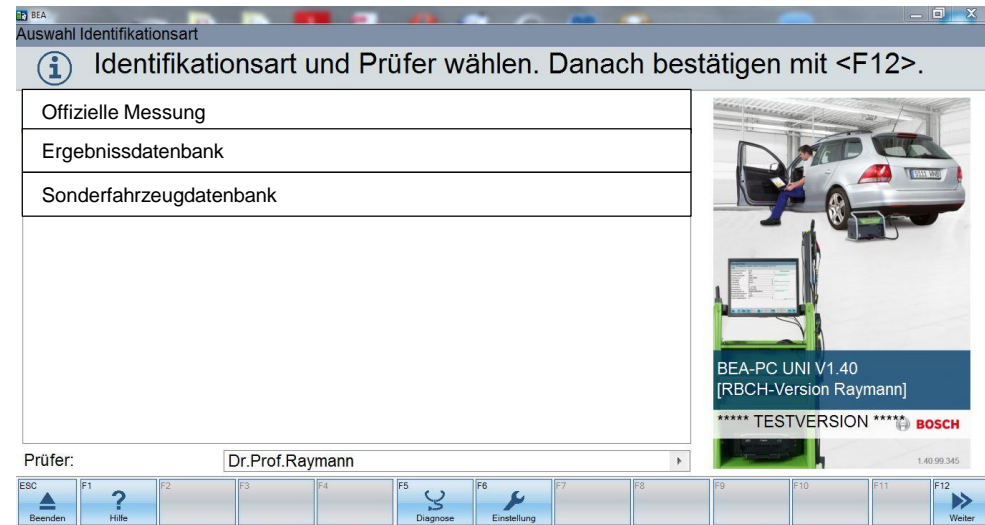 BEA
Auswahl Identifikationsart
Identifikationsart und Prüfer wählen. Danach bestätigen mit <F12>.
Offizielle Messung
Ergebnissdatenbank
Sonderfahrzeugdatenbank
BEA-PC UNI V1.40
[RBCH-Version Raymann]
***** TESTVERSION *****
BOSCH
1.40.99.345
Prüfer: Dr.Prof.Raymann
ESC F1 F2 F3 F4 F5 F6 F7 F8 F9 F10 F11 F12
Beenden Hilfe Diagnose Einstellung Weiter